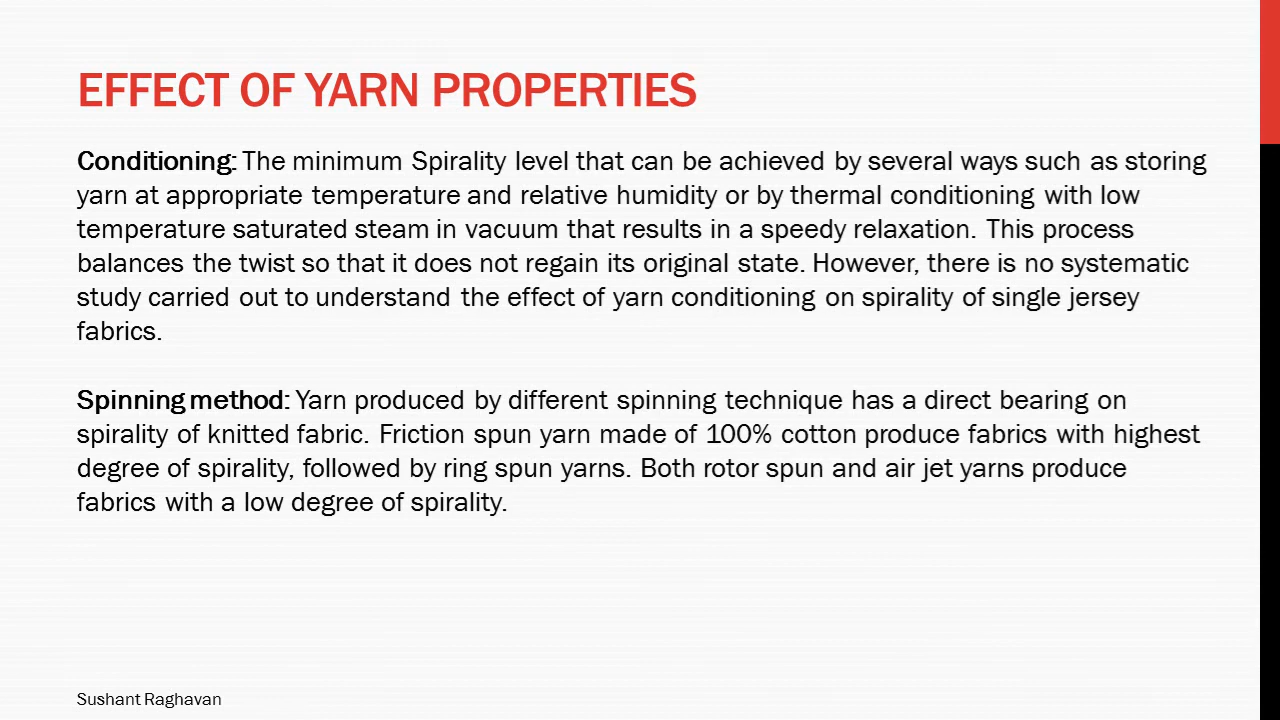 EFFECT OF YARN PROPERTIES
Conditioning: The minimum Spirality level that can be achieved by several ways such as storing
yarn at appropriate temperature and relative humidity or by thermal conditioning with low
temperature saturated steam in vacuum that results in a speedy relaxation. This process
balances the twist so that it does not regain its original state. However, there is no systematic
study carried out to understand the effect of yarn conditioning on spirality of single jersey
fabrics.
Spinning method: Yarn produced by different spinning technique has a direct bearing on
spirality of knitted fabric. Friction spun yarn made of 100% cotton produce fabrics with highest
degree of spirality, followed by ring spun yarns. Both rotor spun and air jet yarns produce
fabrics with a low degree of spirality.
Sushant Raghavan